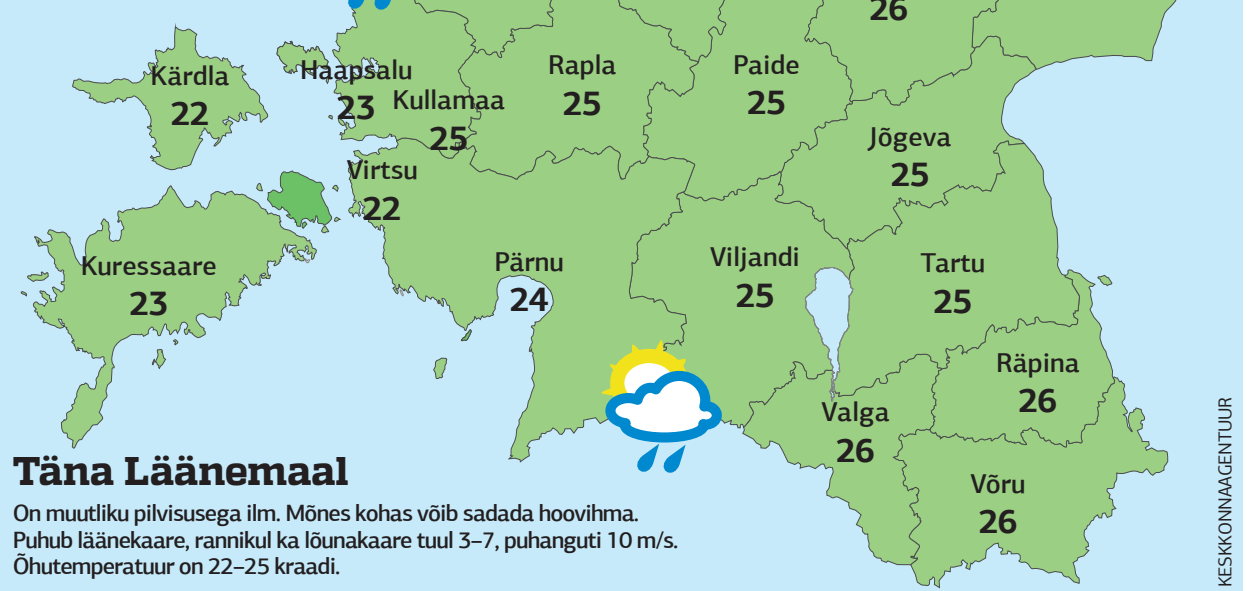 26
Kärdla
22
Haapsalu
23
Kullamaa
25
Rapla
25
Paide
25
Jõgeva
25
Virtsu
22
Kuressaare
23
Pärnu
24
Viljandi
25
Tartu
25
Räpina
26
Valga
26
Võru
26
Täna Läänemaal
On muutliku pilvisusega ilm. Mõnes kohas võib sadada hoovihma.
Puhub läänekaare, rannikul ka lõunakaare tuul 3–7, puhanguti 10 m/s.
Õhutemperatuur on 22–25 kraadi.
KESKKONNAAGENTUUR